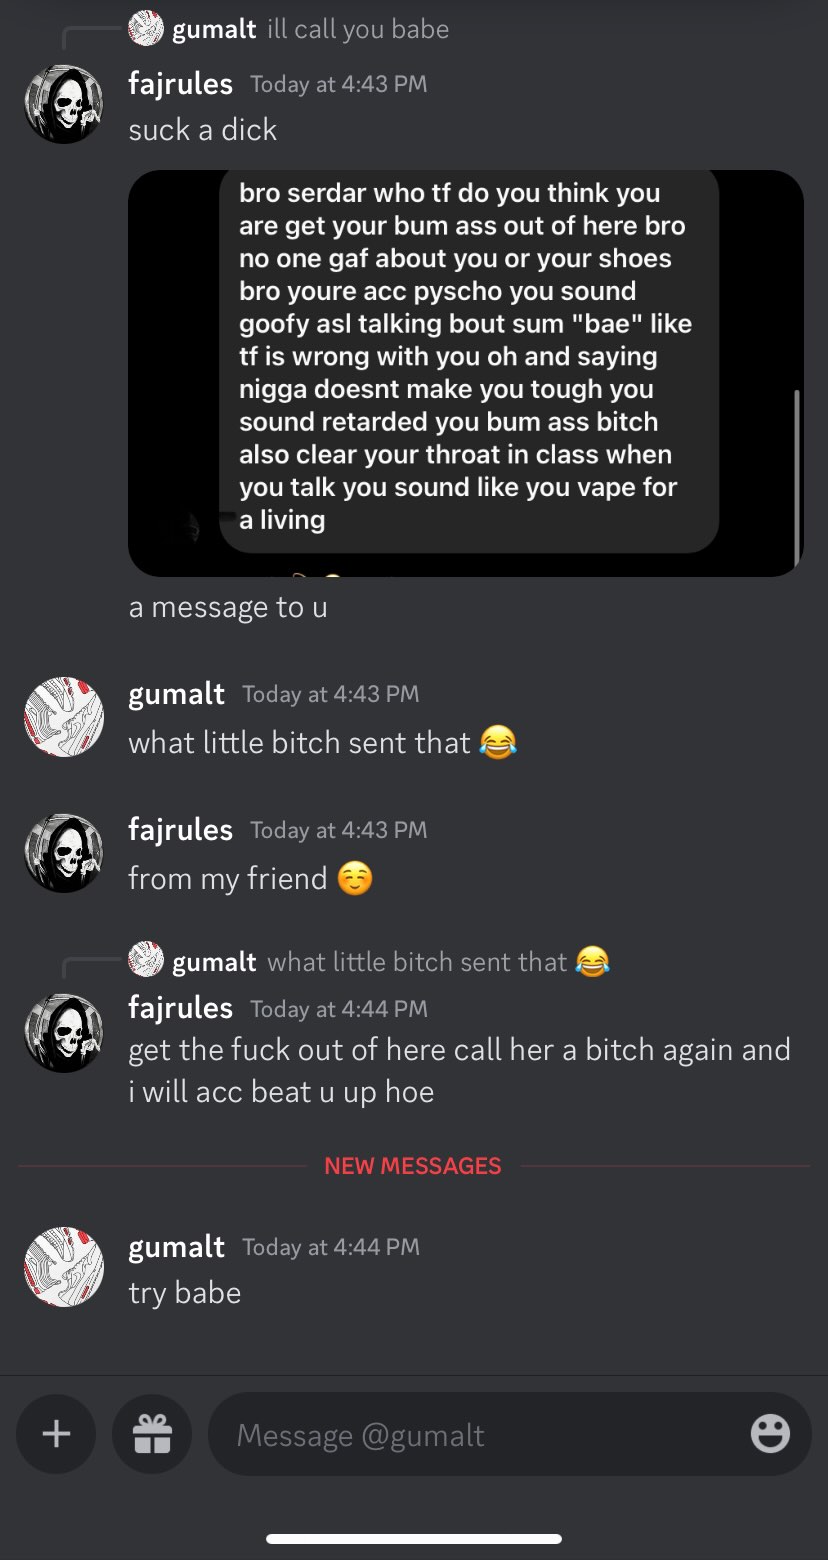 gumalt ill call you babe
fajrules Today at 4:43 PM
suck a dick
bro serdar who tf do you think you
are get your bum ass out of here bro
no one gaf about you or your shoes
bro youre acc pyscho you sound
goofy asl talking bout sum "bae" like
tf is wrong with you oh and saying
nigga doesnt make you tough you
sound retarded you bum ass bitch
also clear your throat in class when
you talk you sound like you vape for
a living
a message to u
gumalt Today at 4:43 PM
what little bitch sent that 😂
fajrules Today at 4:43 PM
from my friend ☺️
gumalt what little bitch sent that 😂
fajrules Today at 4:44 PM
get the fuck out of here call her a bitch again and
i will acc beat u up hoe
NEW MESSAGES
gumalt Today at 4:44 PM
try babe
Message @gumalt